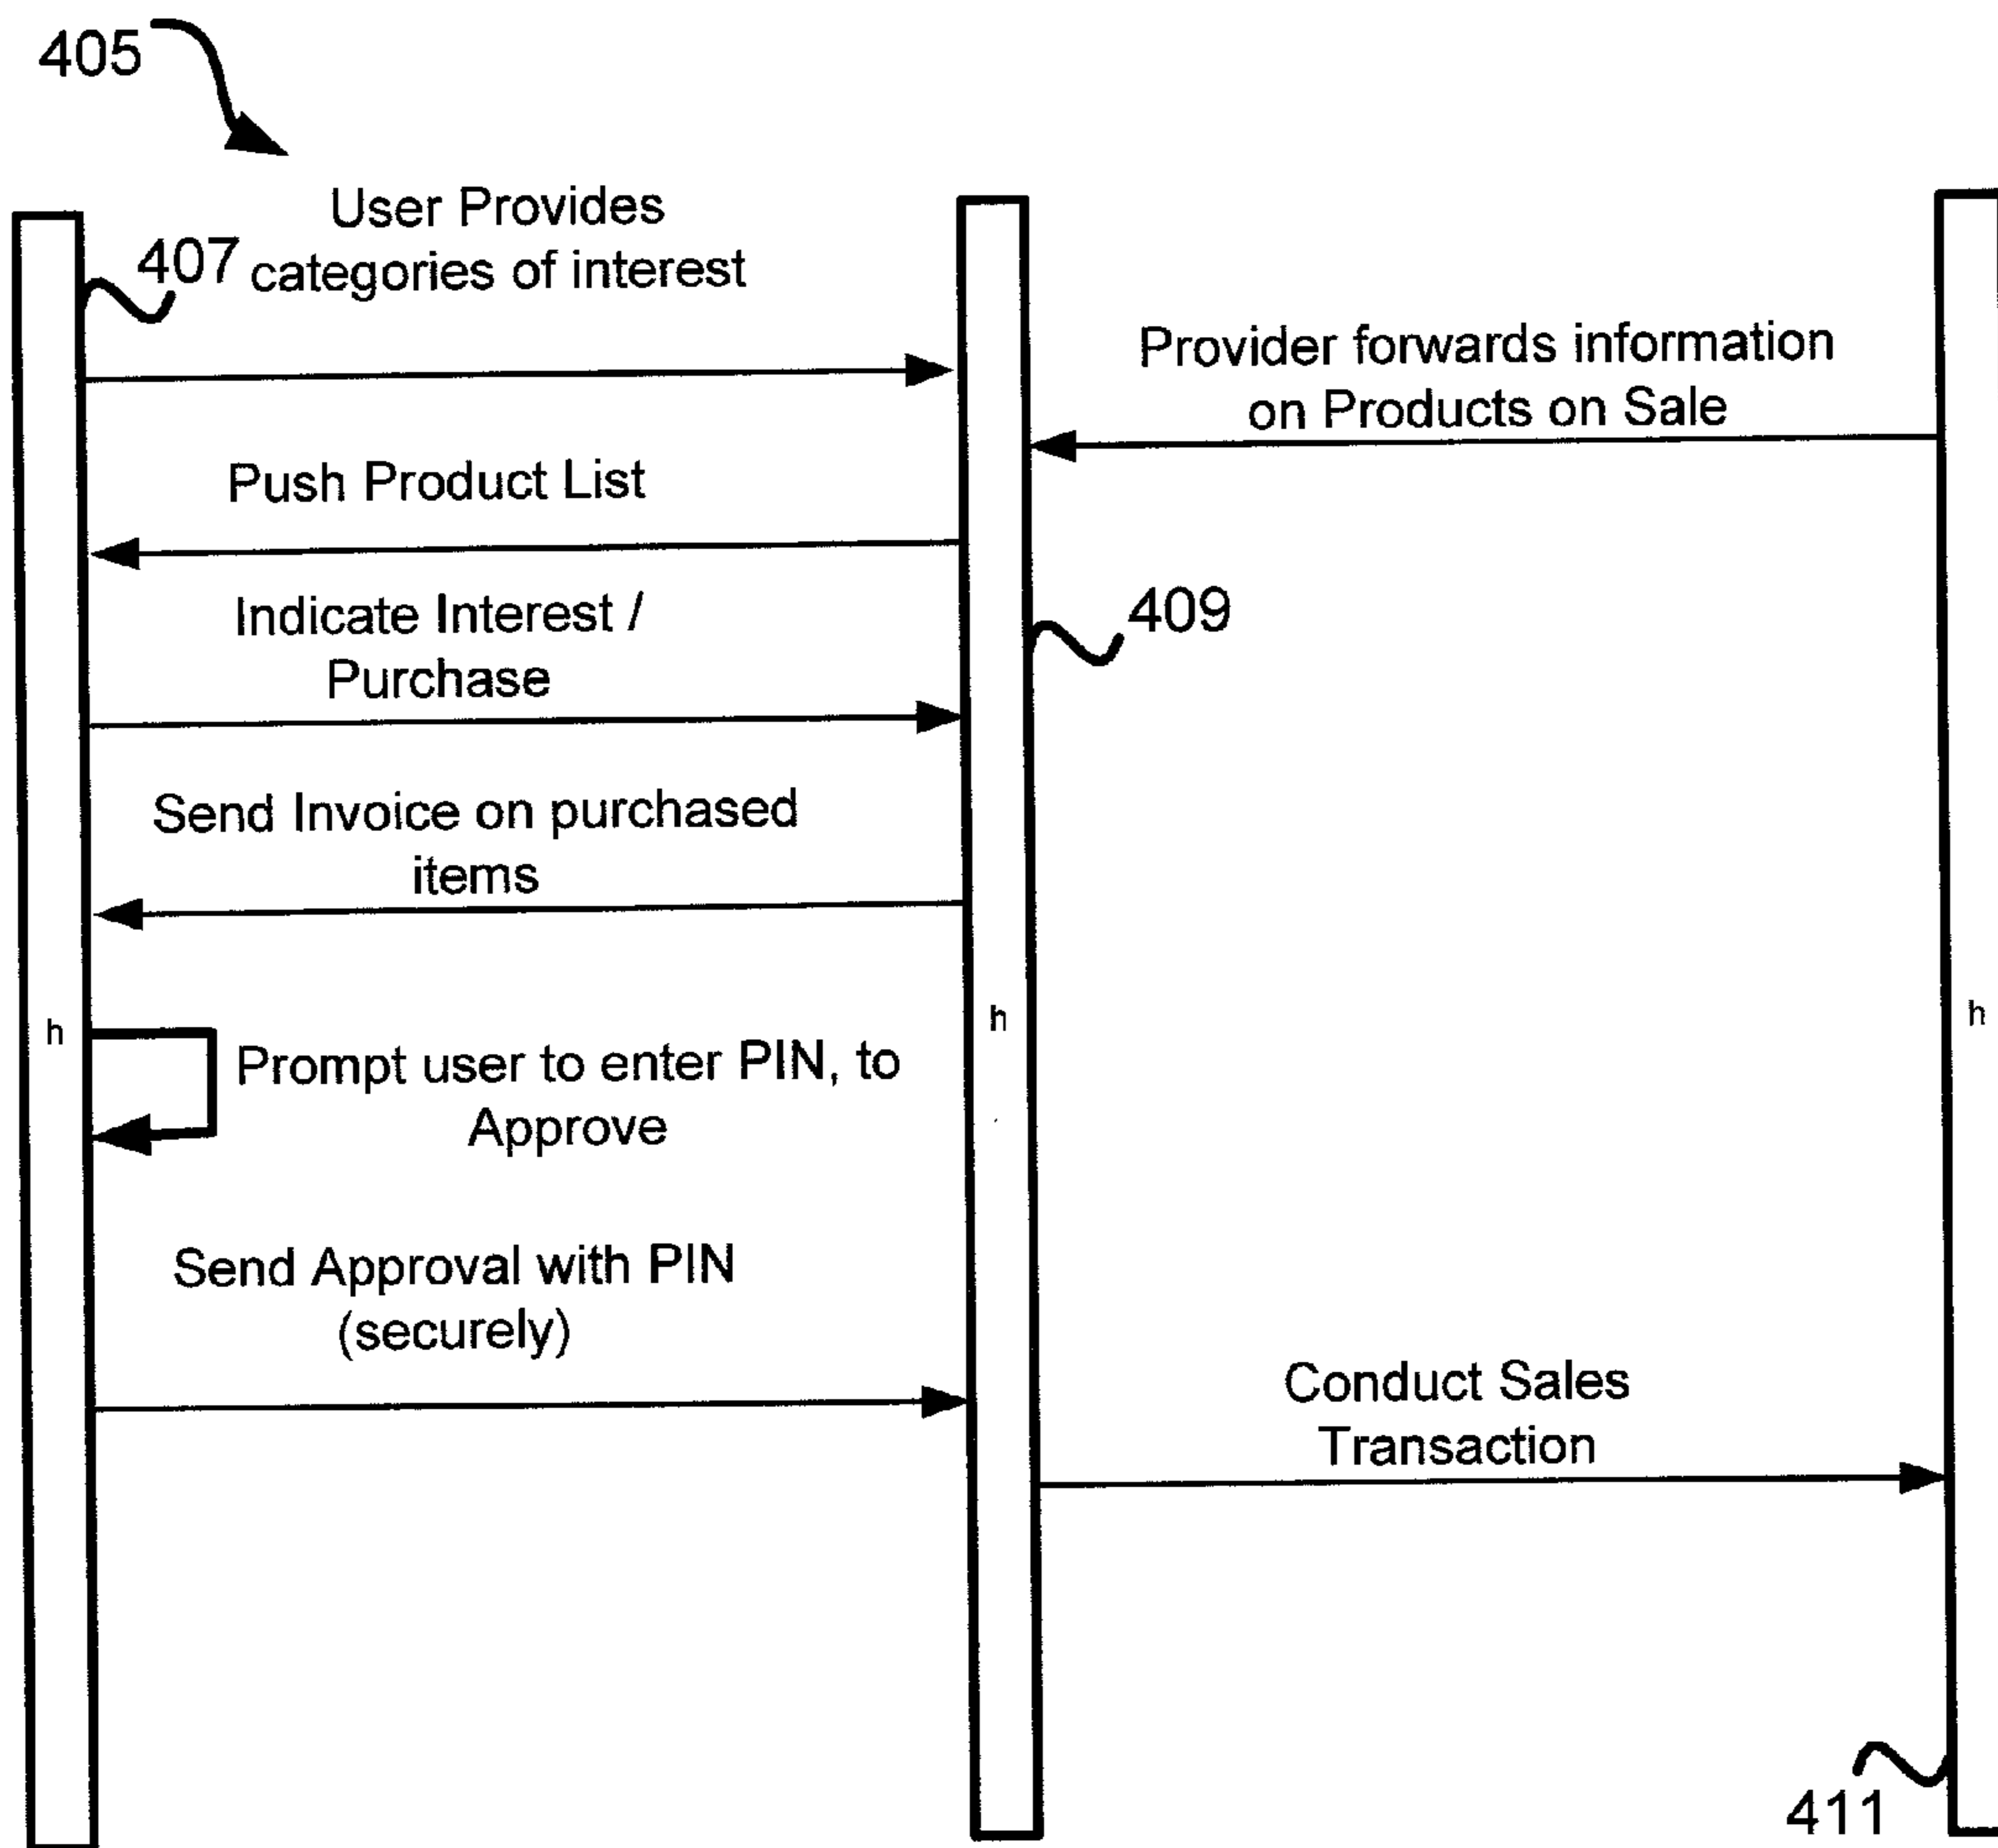 405
User Provides
407 categories of interest
Provider forwards information
on Products on Sale
Push Product List
Indicate Interest /
Purchase
409
Send Invoice on purchased
items
h
h
h
Prompt user to enter PIN, to
Approve
Send Approval with PIN
(securely)
Conduct Sales
Transaction
411